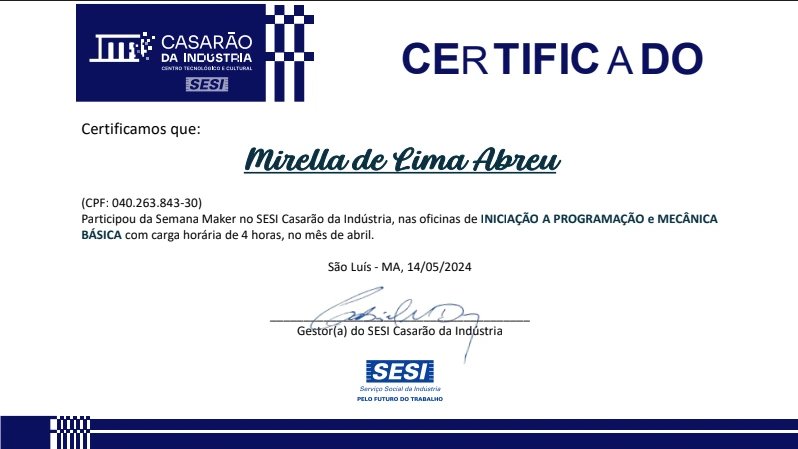 CASARÃO
DA INDÚSTRIA
CENTRO TECNOLÓGICO E CULTURAL
SESI
CERTIFICADO
Certificamos que:
Mirella de Lima Abreu
(CPF: 040.263.843-30)
Participou da Semana Maker no SESI Casarão da Indústria, nas oficinas de INICIAÇÃO A PROGRAMAÇÃO e MECÂNICA
BÁSICA com carga horária de 4 horas, no mês de abril.
São Luís - MA, 14/05/2024
Gestor(a) do SESI Casarão da Indústria
SESI
Serviço Social da Indústria
PELO FUTURO DO TRABALHO